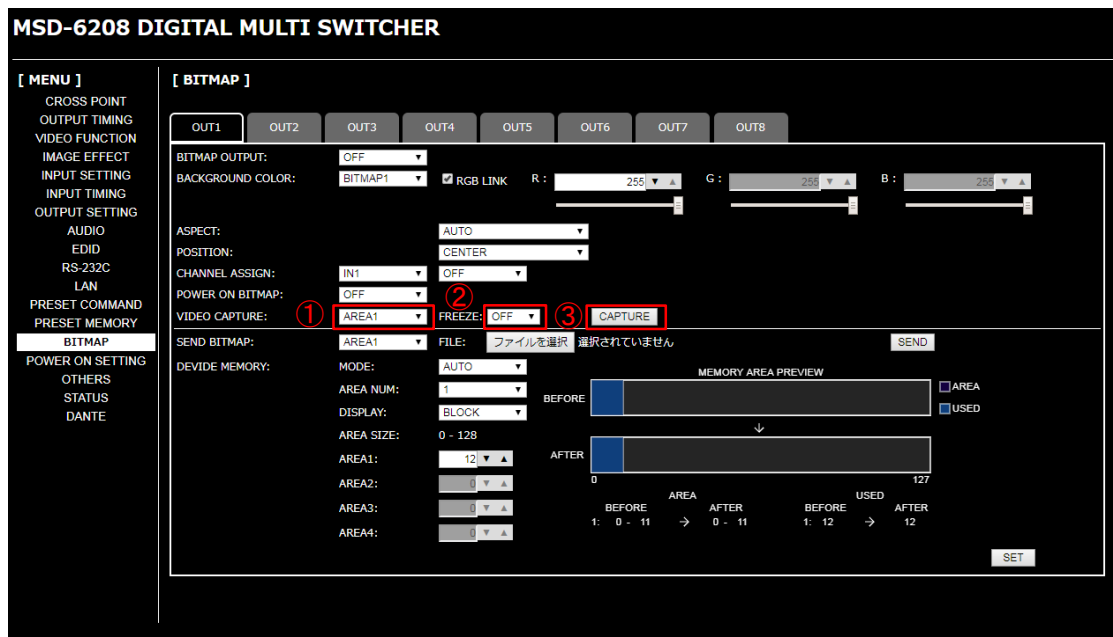 MSD-6208 DIGITAL MULTI SWITCHER
[ MENU ]
CROSS POINT
OUTPUT TIMING
VIDEO FUNCTION
IMAGE EFFECT
INPUT SETTING
INPUT TIMING
OUTPUT SETTING
AUDIO
EDID
RS-232C
LAN
PRESET COMMAND
PRESET MEMORY
BITMAP
POWER ON SETTING
OTHERS
STATUS
DANTE
[ BITMAP ]
OUT1 OUT2 OUT3 OUT4 OUT5 OUT6 OUT7 OUT8
BITMAP OUTPUT: OFF
BACKGROUND COLOR: BITMAP1 RGB LINK R : 255 G : 255 B : 255
ASPECT: AUTO
POSITION: CENTER
CHANNEL ASSIGN: IN1 OFF
POWER ON BITMAP: OFF
VIDEO CAPTURE: ① AREA1 ② FREEZE: OFF ③ CAPTURE
SEND BITMAP: AREA1 FILE: ファイルを選択 選択されていません SEND
DEVIDE MEMORY: MODE: AUTO
AREA NUM: 1
DISPLAY: BLOCK
AREA SIZE: 0 - 128
AREA1: 12
AREA2: 0
AREA3: 0
AREA4: 0
MEMORY AREA PREVIEW
BEFORE
AREA
USED
↓
AFTER
0 127
AREA USED
BEFORE AFTER BEFORE AFTER
1: 0 - 11 → 0 - 11 1: 12 → 12
SET